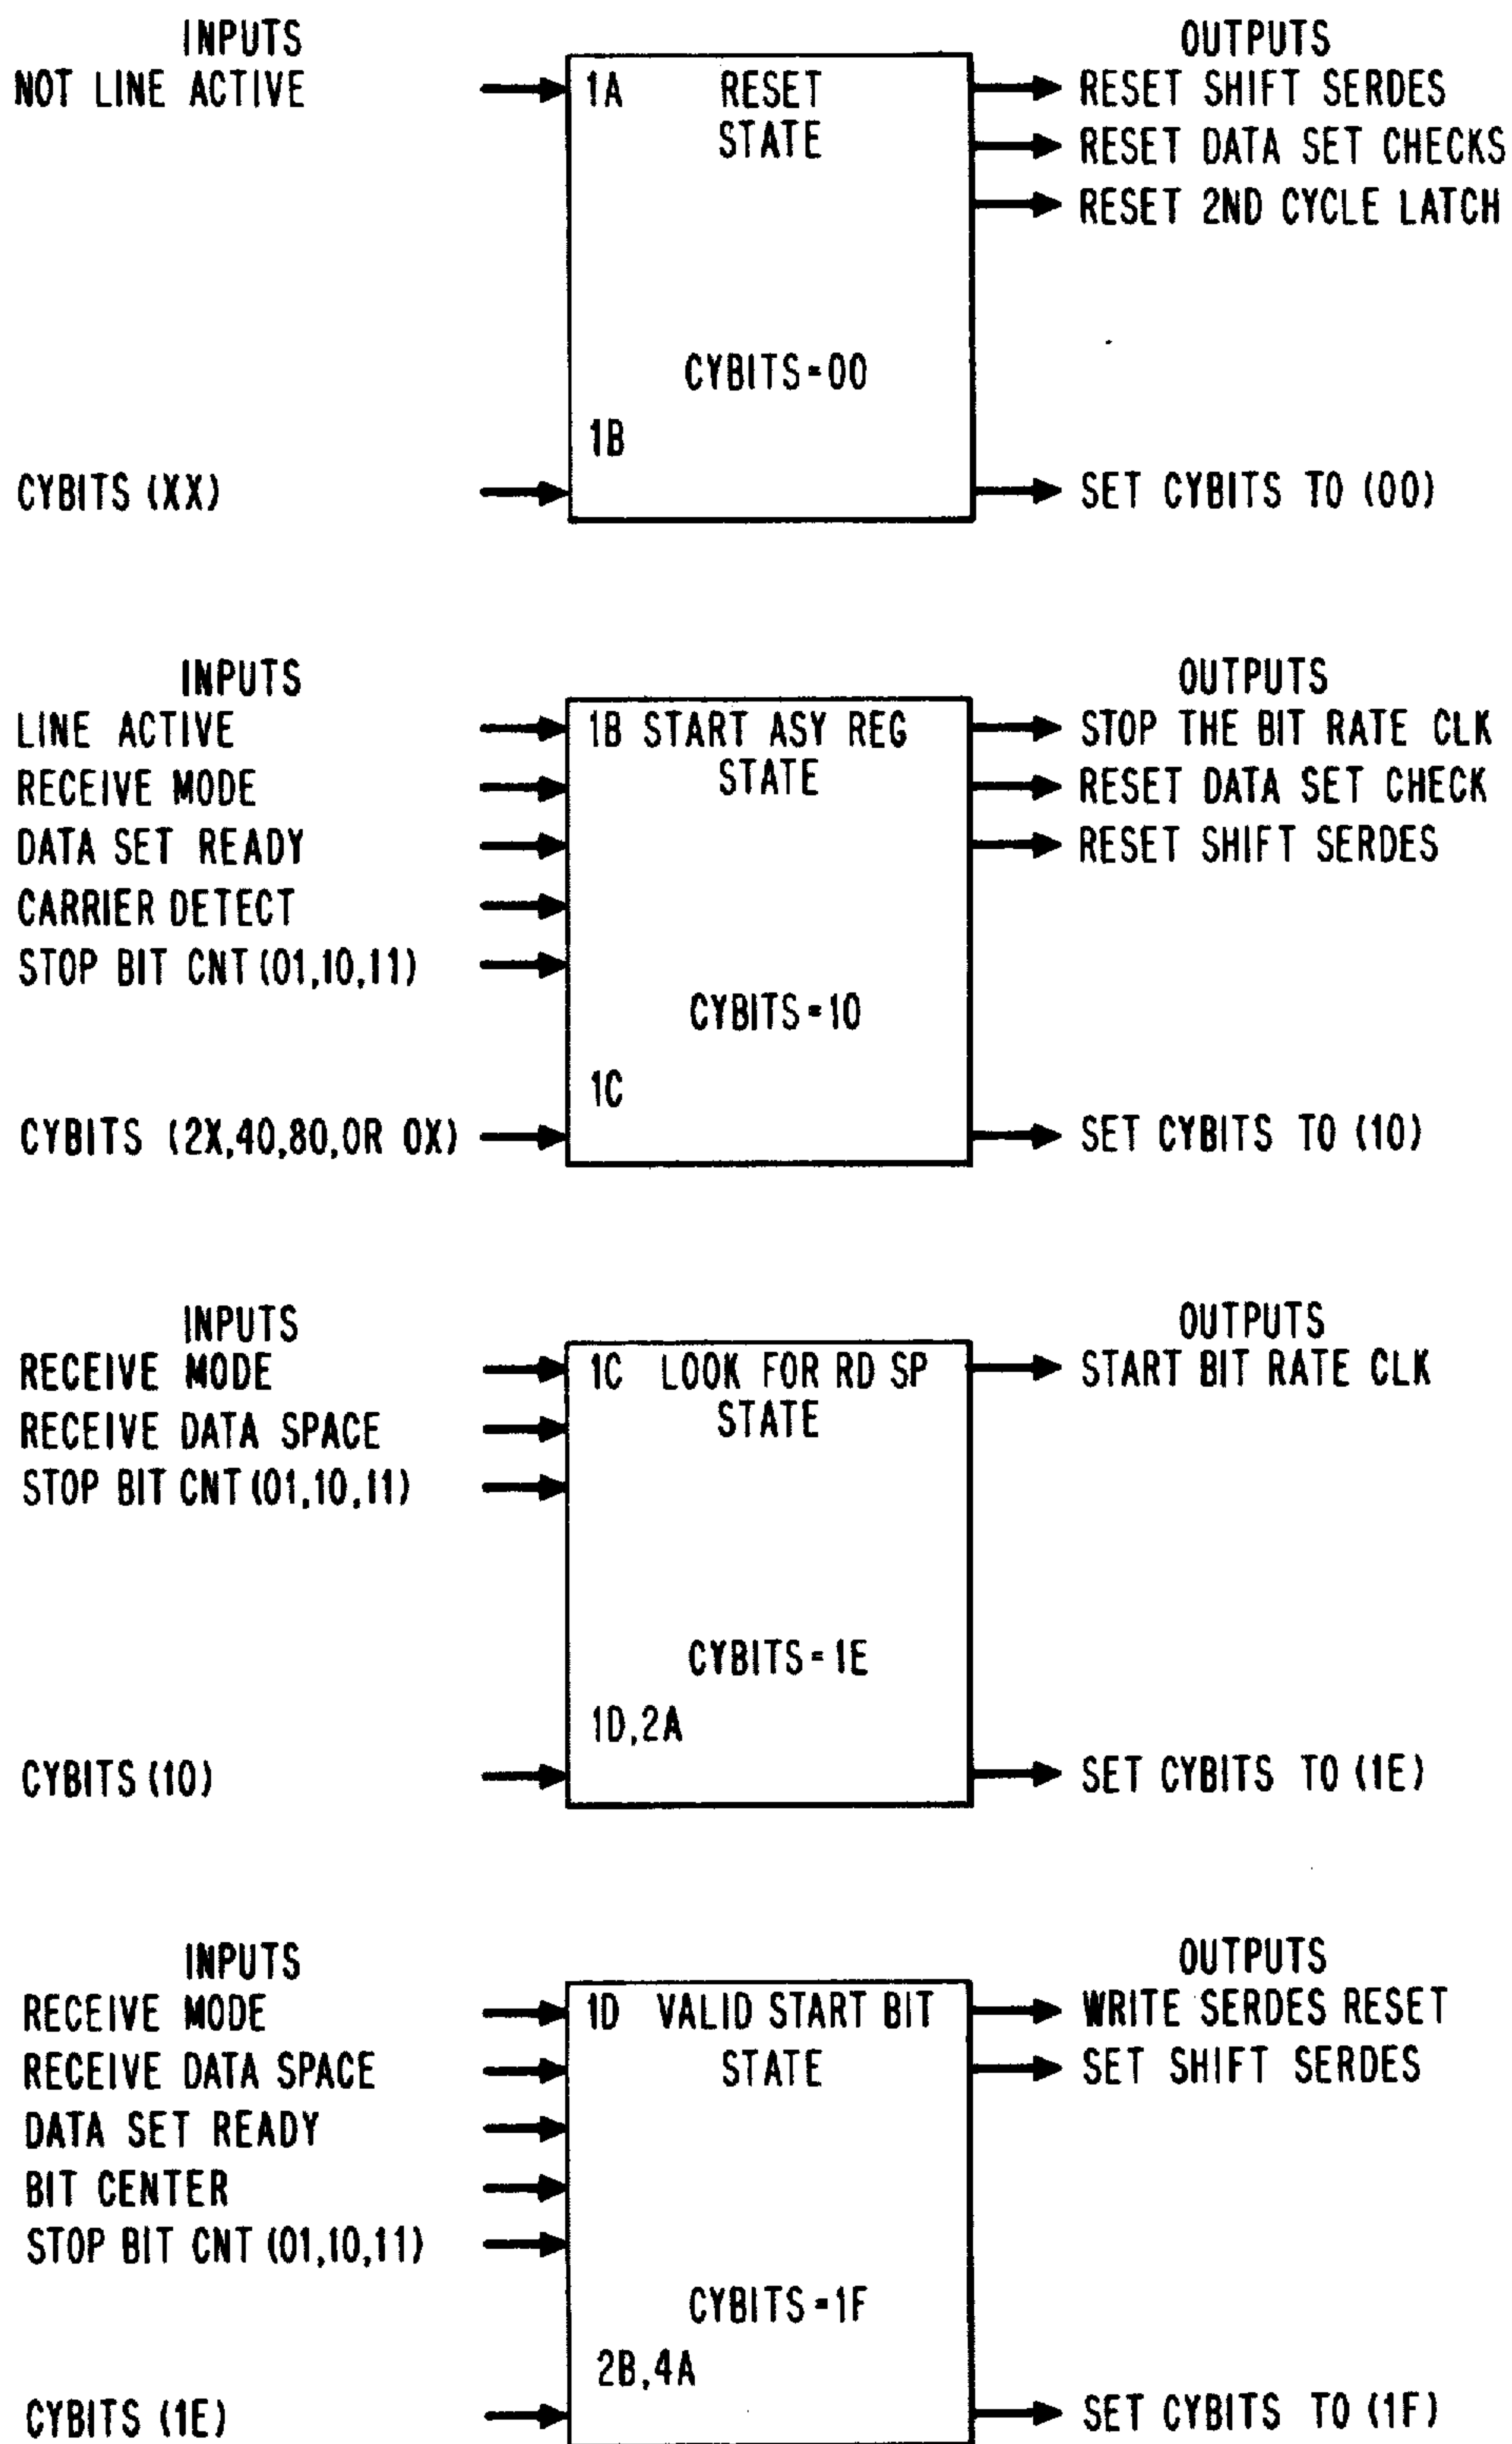 INPUTS
OUTPUTS
NOT LINE ACTIVE
1A RESET
STATE
RESET SHIFT SERDES
RESET DATA SET CHECKS
RESET 2ND CYCLE LATCH
CYBITS=00
1B
CYBITS (XX)
SET CYBITS TO (00)
INPUTS
OUTPUTS
LINE ACTIVE
RECEIVE MODE
DATA SET READY
CARRIER DETECT
STOP BIT CNT (01,10,11)
1B START ASY REG
STATE
STOP THE BIT RATE CLK
RESET DATA SET CHECK
RESET SHIFT SERDES
CYBITS=10
1C
CYBITS (2X,40,80,OR 0X)
SET CYBITS TO (10)
INPUTS
OUTPUTS
RECEIVE MODE
RECEIVE DATA SPACE
STOP BIT CNT (01,10,11)
1C LOOK FOR RD SP
STATE
START BIT RATE CLK
CYBITS=1E
1D,2A
CYBITS (10)
SET CYBITS TO (1E)
INPUTS
OUTPUTS
RECEIVE MODE
RECEIVE DATA SPACE
DATA SET READY
BIT CENTER
STOP BIT CNT (01,10,11)
1D VALID START BIT
STATE
WRITE SERDES RESET
SET SHIFT SERDES
CYBITS=1F
2B,4A
CYBITS (1E)
SET CYBITS TO (1F)